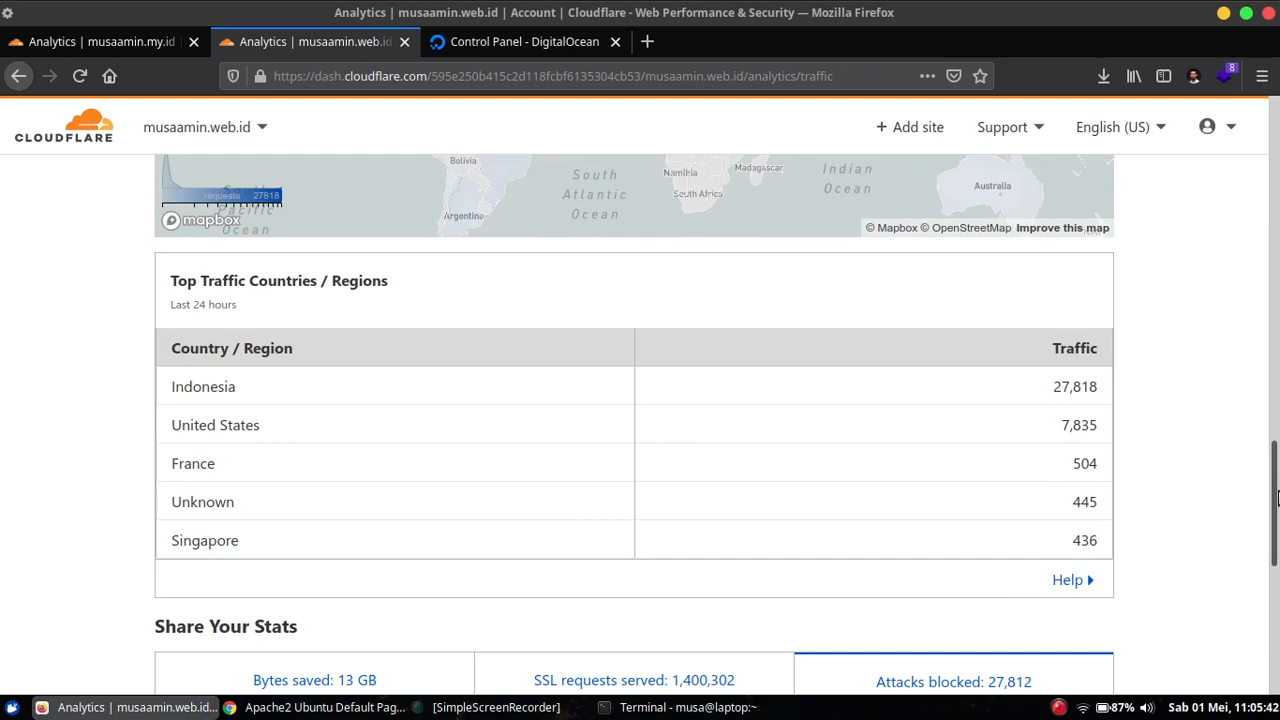 Analytics | musaamin.web.id | Account | Cloudflare - Web Performance & Security — Mozilla Firefox
Analytics | musaamin.my.id
Analytics | musaamin.web.id
Control Panel - DigitalOcean
https://dash.cloudflare.com/595e250b415c2d118fcbf6135304cb53/musaamin.web.id/analytics/traffic
8
CLOUDFLARE
musaamin.web.id
+ Add site
Support
English (US)
Bolivia
Namibia
Madagascar
Indian
Ocean
South
Atlantic
Ocean
South Africa
Australia
Argentina
requests 27818
South
Pacific
Ocean
mapbox
© Mapbox © OpenStreetMap Improve this map
Top Traffic Countries / Regions
Last 24 hours
Country / Region Traffic
Indonesia 27,818
United States 7,835
France 504
Unknown 445
Singapore 436
Help
Share Your Stats
Bytes saved: 13 GB
SSL requests served: 1,400,302
Attacks blocked: 27,812
Analytics | musaamin.web.id...
Apache2 Ubuntu Default Pag...
[SimpleScreenRecorder]
Terminal - musa@laptop:~
87%
Sab 01 Mei, 11:05:42